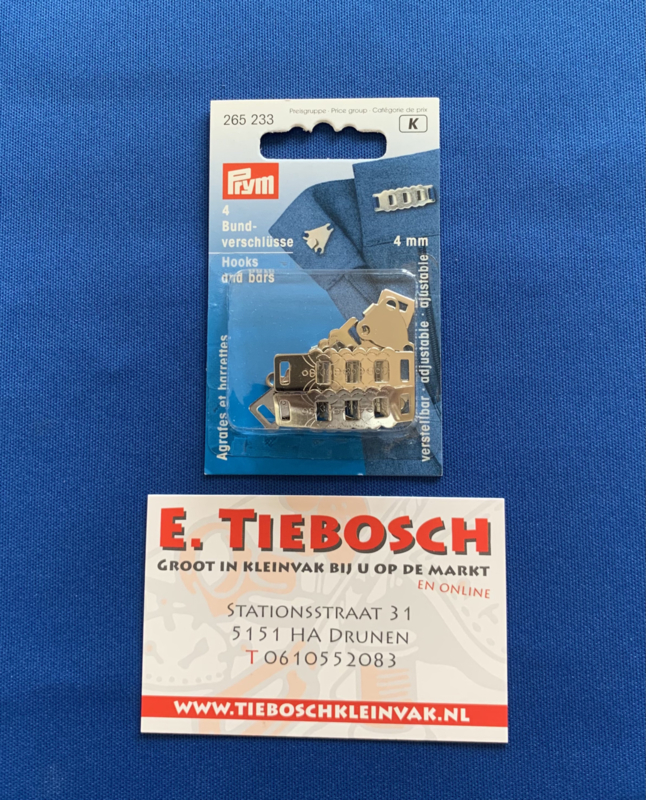 265 233
Preisgruppe · Price group · Catégorie de prix
K
Prym
4
Bund-
verschlüsse
4 mm
Hooks
and bars
Agrafes et barrettes
verstellbar · adjustable · ajustable
E. TIEBOSCH
GROOT IN KLEINVAK BIJ U OP DE MARKT
EN ONLINE
STATIONSSTRAAT 31
5151 HA DRUNEN
T 0610552083
WWW.TIEBOSCHKLEINVAK.NL